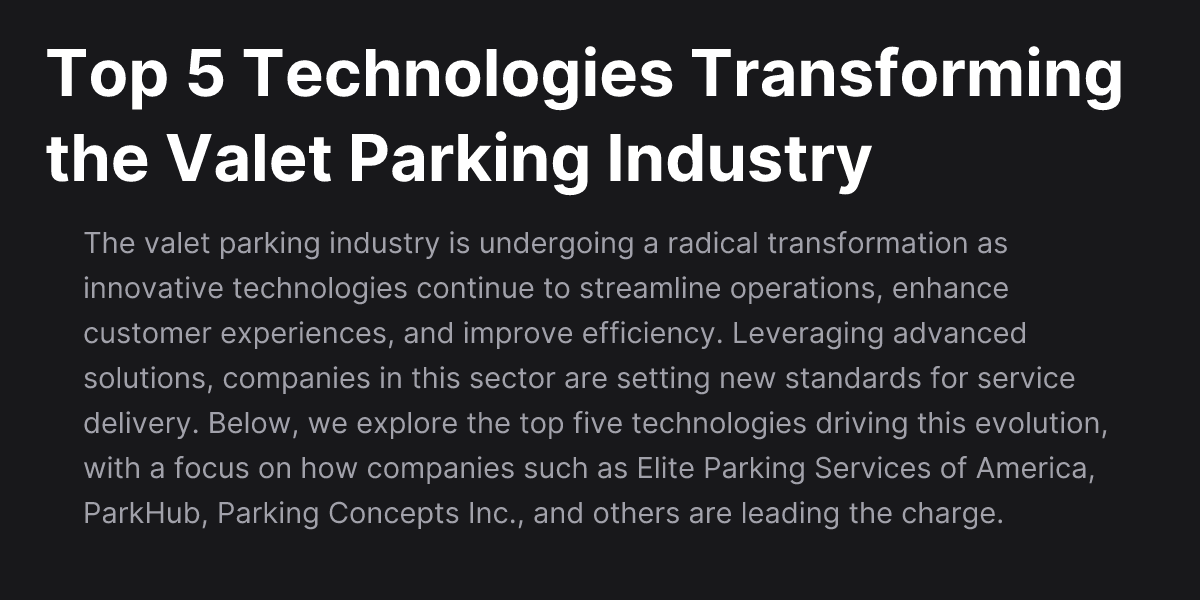 Top 5 Technologies Transforming
the Valet Parking Industry
The valet parking industry is undergoing a radical transformation as
innovative technologies continue to streamline operations, enhance
customer experiences, and improve efficiency. Leveraging advanced
solutions, companies in this sector are setting new standards for service
delivery. Below, we explore the top five technologies driving this evolution,
with a focus on how companies such as Elite Parking Services of America,
ParkHub, Parking Concepts Inc., and others are leading the charge.